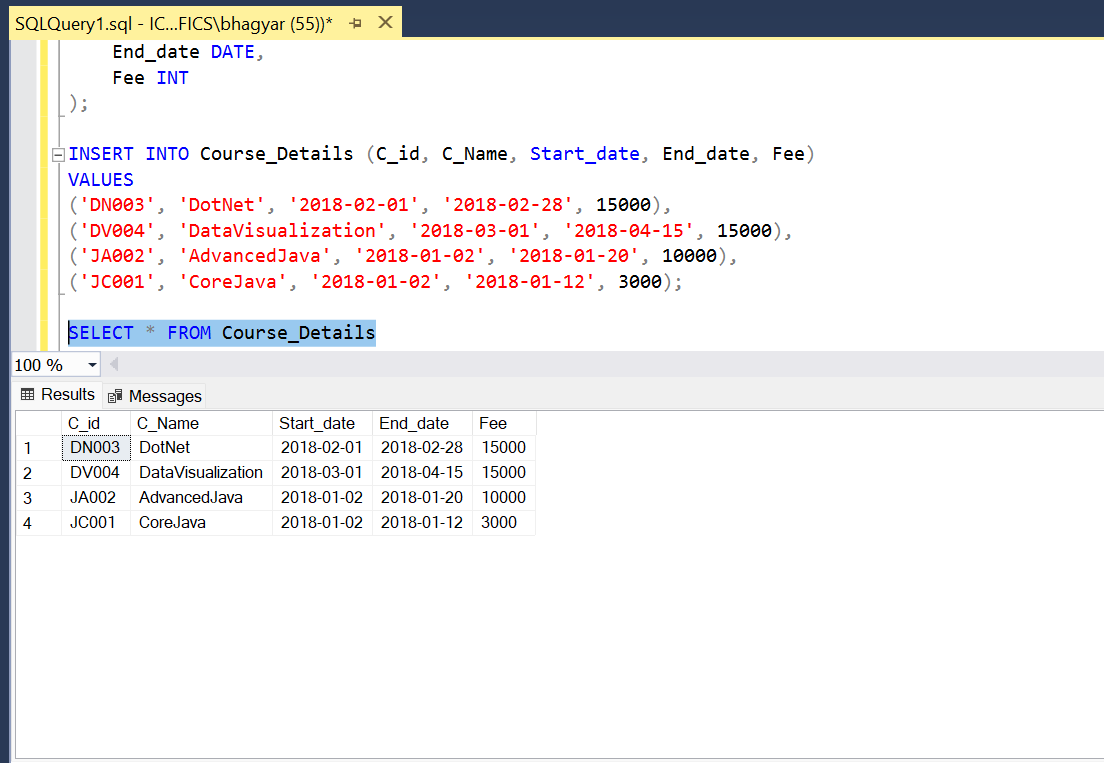 SQLQuery1.sql - IC...FICS\bhagyar (55))*
End_date DATE,
Fee INT
);
INSERT INTO Course_Details (C_id, C_Name, Start_date, End_date, Fee)
VALUES
('DN003', 'DotNet', '2018-02-01', '2018-02-28', 15000),
('DV004', 'DataVisualization', '2018-03-01', '2018-04-15', 15000),
('JA002', 'AdvancedJava', '2018-01-02', '2018-01-20', 10000),
('JC001', 'CoreJava', '2018-01-02', '2018-01-12', 3000);
SELECT * FROM Course_Details
100 %
Results Messages
C_id C_Name Start_date End_date Fee
1 DN003 DotNet 2018-02-01 2018-02-28 15000
2 DV004 DataVisualization 2018-03-01 2018-04-15 15000
3 JA002 AdvancedJava 2018-01-02 2018-01-20 10000
4 JC001 CoreJava 2018-01-02 2018-01-12 3000